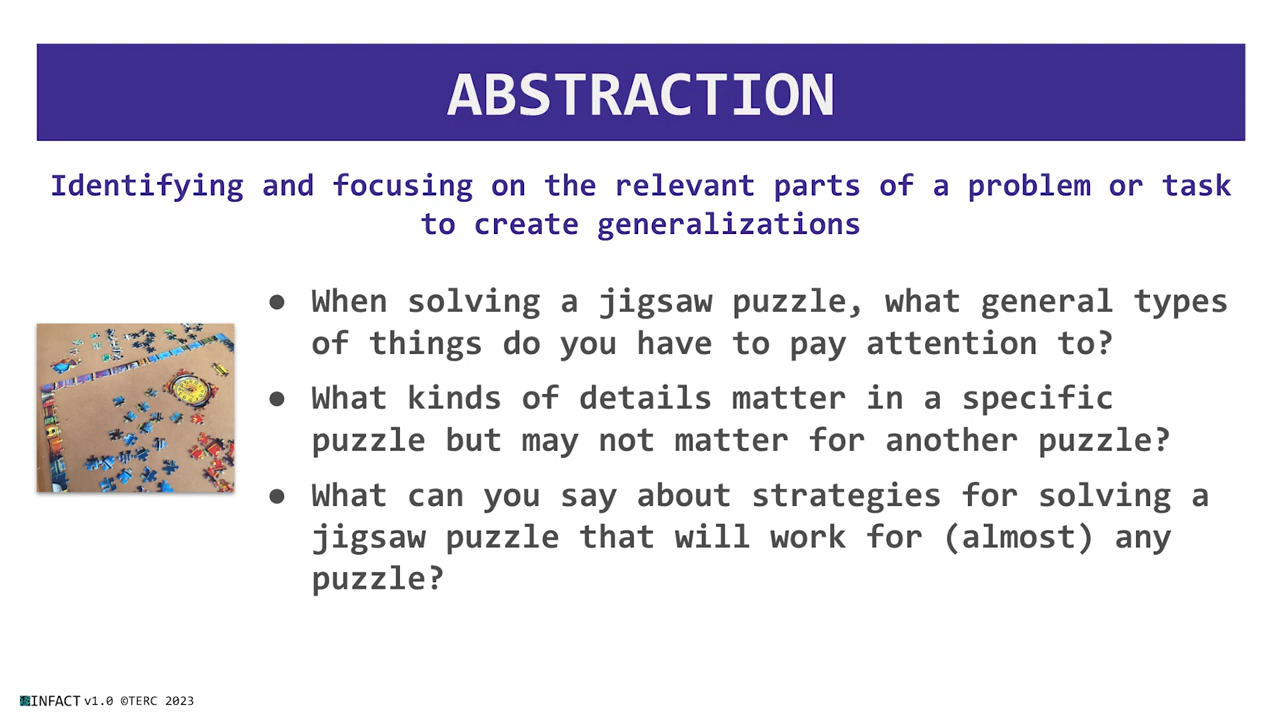 ABSTRACTION
Identifying and focusing on the relevant parts of a problem or task
to create generalizations
● When solving a jigsaw puzzle, what general types
of things do you have to pay attention to?
● What kinds of details matter in a specific
puzzle but may not matter for another puzzle?
● What can you say about strategies for solving a
jigsaw puzzle that will work for (almost) any
puzzle?
INFACT v1.0 ©TERC 2023